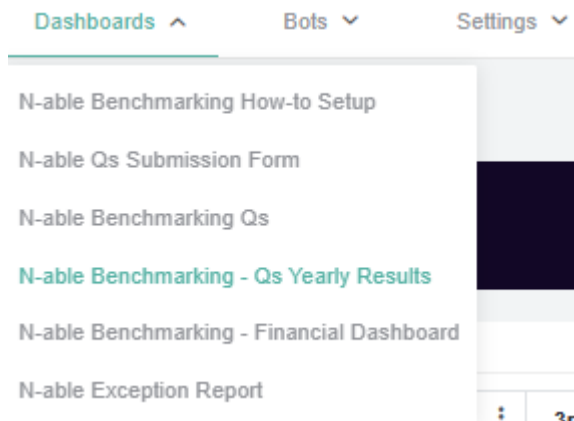 Dashboards Bots Settings
N-able Benchmarking How-to Setup
N-able Qs Submission Form
N-able Benchmarking Qs
N-able Benchmarking - Qs Yearly Results
N-able Benchmarking - Financial Dashboard
N-able Exception Report